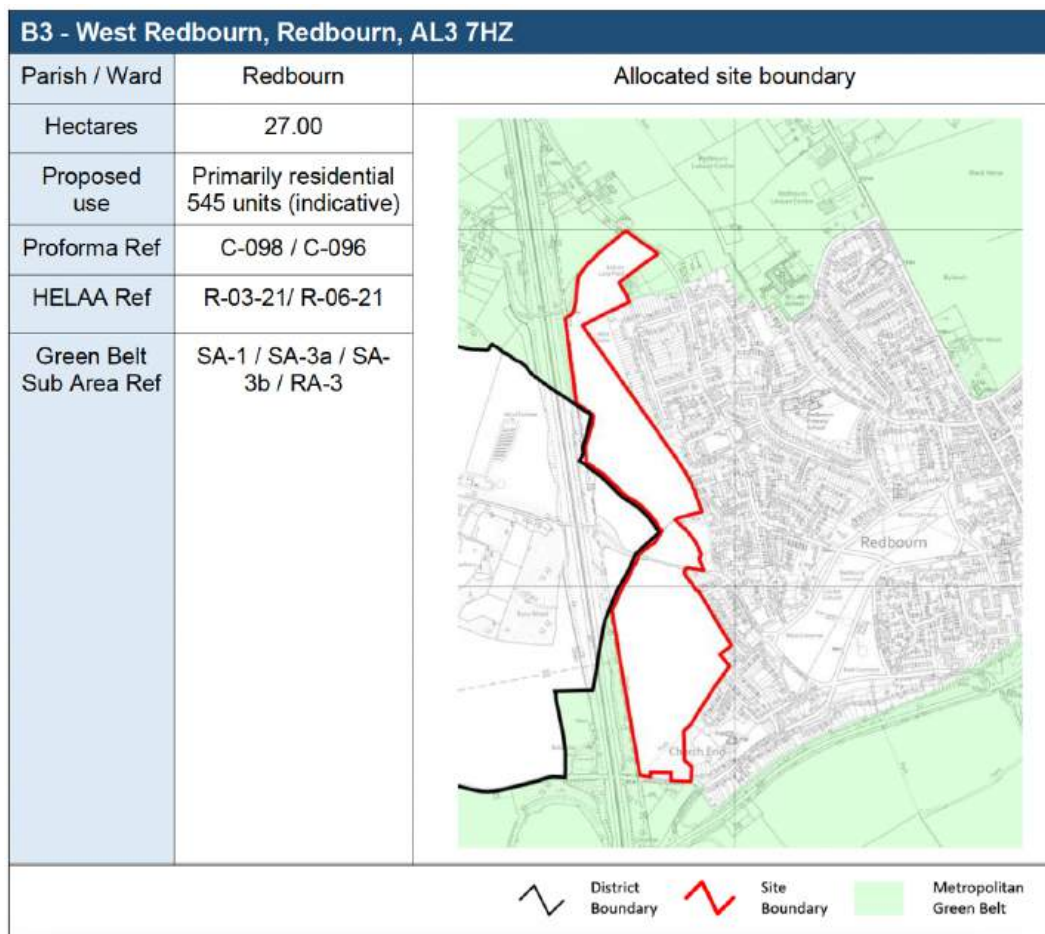 B3 - West Redbourn, Redbourn, AL3 7HZ
Parish / Ward
Redbourn
Allocated site boundary
Hectares
27.00
Proposed
use
Primarily residential
545 units (indicative)
Proforma Ref
C-098 / C-096
HELAA Ref
R-03-21/ R-06-21
Green Belt
Sub Area Ref
SA-1 / SA-3a / SA-
3b / RA-3
Redbourn
Church End
District
Boundary
Site
Boundary
Metropolitan
Green Belt